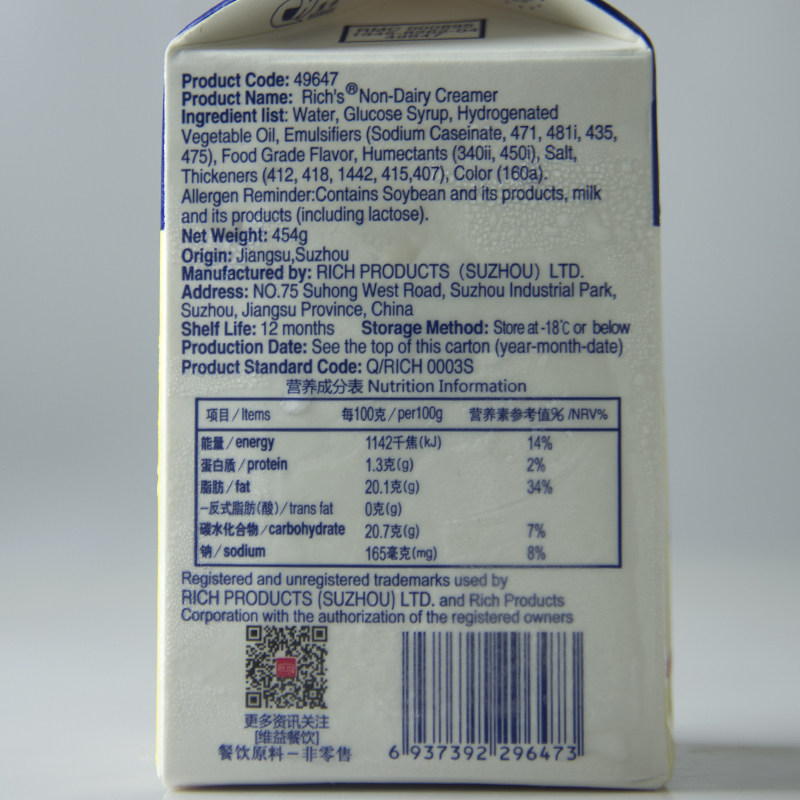 Product Code: 49647
Product Name: Rich's® Non-Dairy Creamer
Ingredient list: Water, Glucose Syrup, Hydrogenated
Vegetable Oil, Emulsifiers (Sodium Caseinate, 471, 481i, 435,
475), Food Grade Flavor, Humectants (340ii, 450i), Salt,
Thickeners (412, 418, 1442, 415,407), Color (160a).
Allergen Reminder:Contains Soybean and its products, milk
and its products (including lactose).
Net Weight: 454g
Origin: Jiangsu,Suzhou
Manufactured by: RICH PRODUCTS (SUZHOU) LTD.
Address: NO.75 Suhong West Road, Suzhou Industrial Park,
Suzhou, Jiangsu Province, China
Shelf Life: 12 months Storage Method: Store at -18℃ or below
Production Date: See the top of this carton (year-month-date)
Product Standard Code: Q/RICH 0003S
营养成分表 Nutrition Information
项目/Items 每100克/per100g 营养素参考值%/NRV%
能量/energy 1142千焦(kJ) 14%
蛋白质/protein 1.3克(g) 2%
脂肪/fat 20.1克(g) 34%
-反式脂肪(酸)/trans fat 0克(g)
碳水化合物/carbohydrate 20.7克(g) 7%
钠/sodium 165毫克(mg) 8%
Registered and unregistered trademarks used by
RICH PRODUCTS (SUZHOU) LTD. and Rich Products
Corporation with the authorization of the registered owners
更多资讯关注
[维益餐饮]
餐饮原料-非零售
6 937392 296473